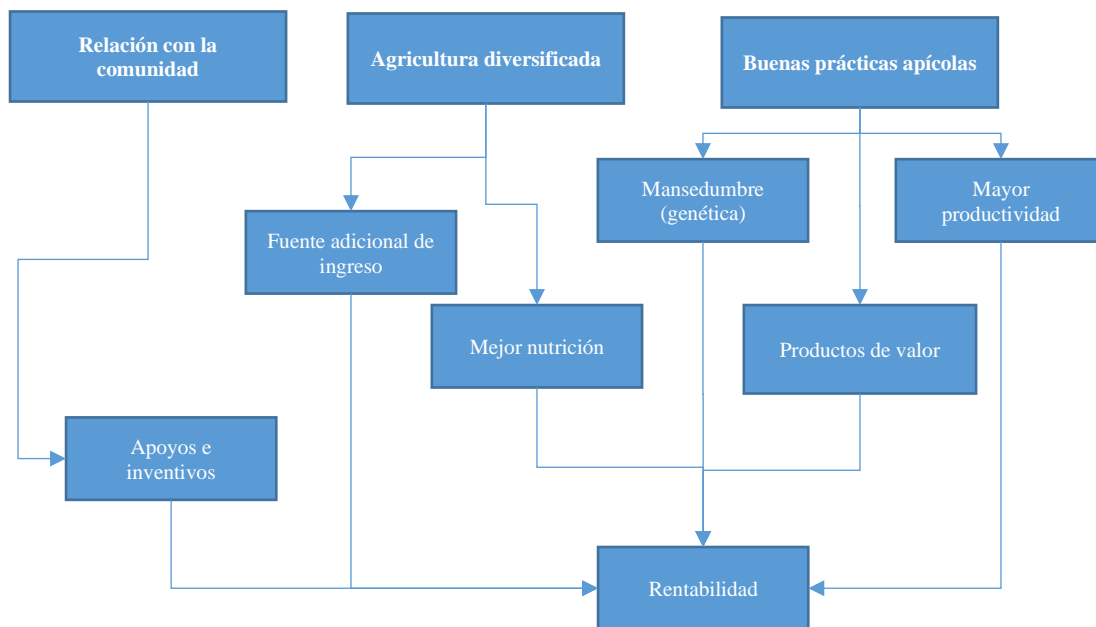 Relación con la
comunidad
Agricultura diversificada
Buenas prácticas apícolas
Mansedumbre
(genética)
Mayor
productividad
Fuente adicional de
ingreso
Mejor nutrición
Productos de valor
Apoyos e
inventivos
Rentabilidad